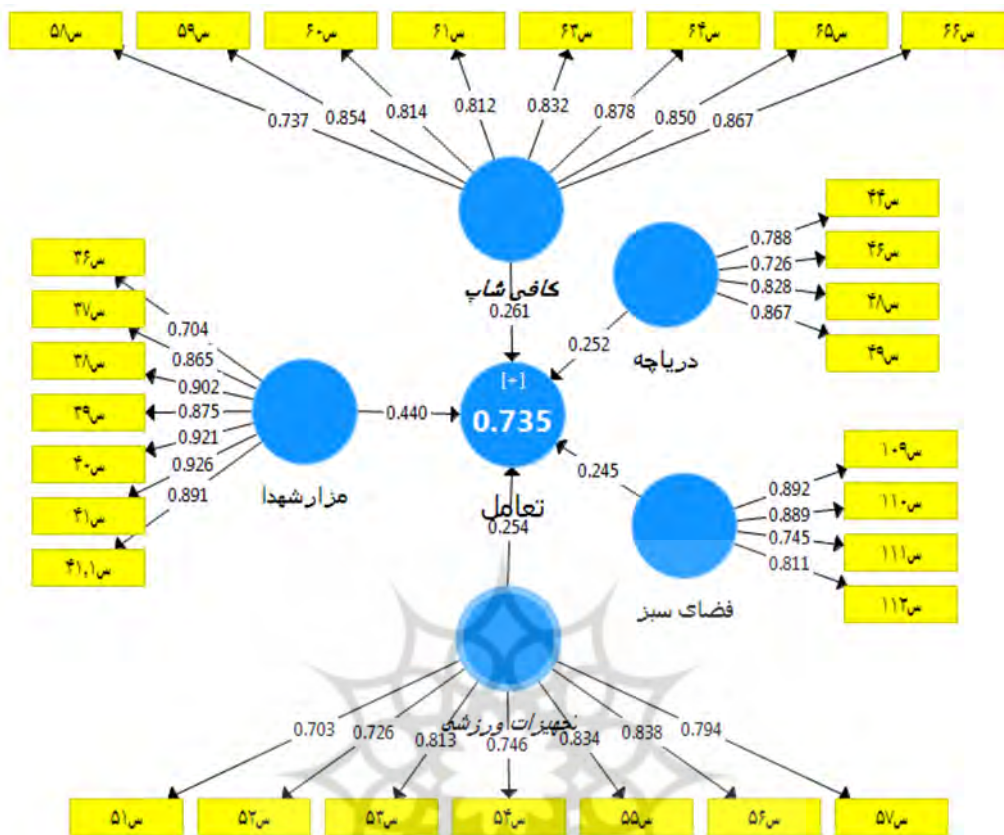 س۵۸ س۵۹ س۶۰ س۶۱ س۶۳ س۶۴ س۶۵ س۶۶
0.737 0.854 0.814 0.812 0.832 0.878 0.850 0.867
کافی شاپ
0.261
س۴۴
س۴۶
س۴۸
س۴۹
0.788
0.726
0.828
0.867
دریاچه
0.252
س۳۶
س۳۷
س۳۸
س۳۹
س۴۰
س۴۱
س۴۱,۱
0.704
0.865
0.902
0.875
0.921
0.926
0.891
مزار شهدا
0.440
[+]
0.735
تعامل
0.254
0.245
س۱۰۹
س۱۱۰
س۱۱۱
س۱۱۲
0.892
0.889
0.745
0.811
فضای سبز
تجهیزات ورزشی
0.703 0.726 0.813 0.746 0.834 0.838 0.794
س۵۱ س۵۲ س۵۳ س۵۴ س۵۵ س۵۶ س۵۷